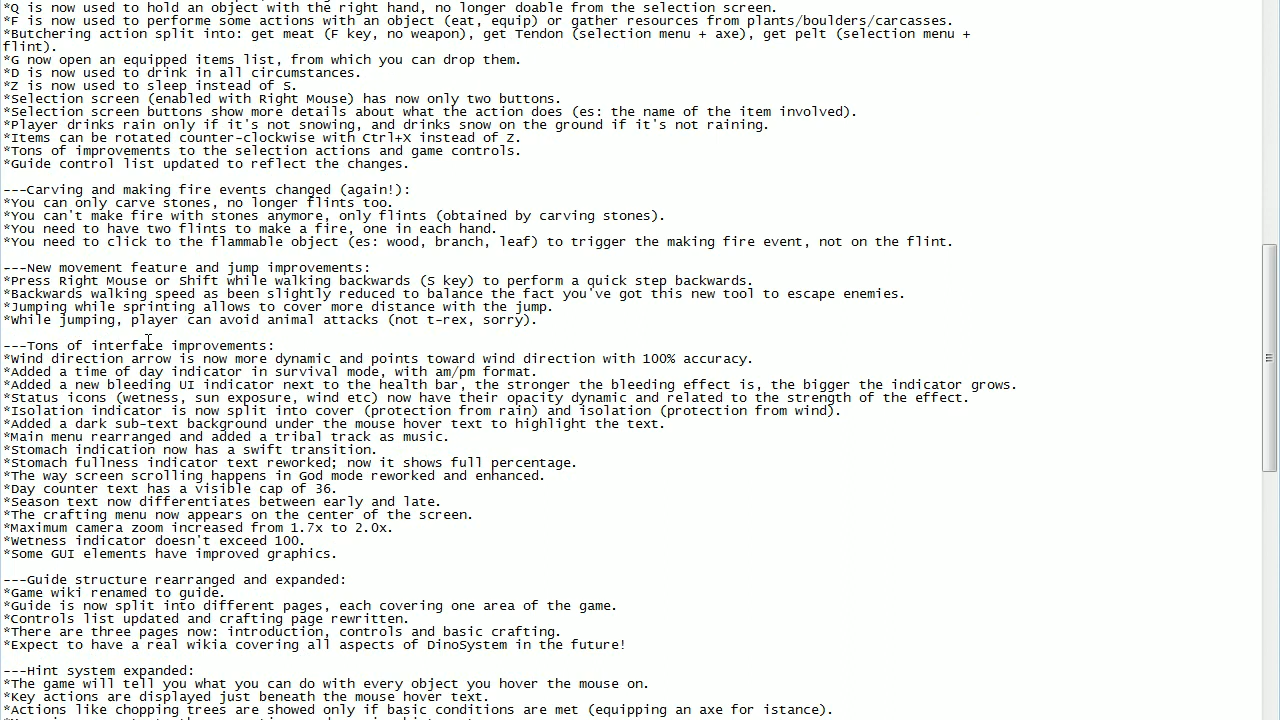 *Q is now used to hold an object with the right hand, no longer doable from the selection screen.
*F is now used to performe some actions with an object (eat, equip) or gather resources from plants/boulders/carcasses.
*Butchering action split into: get meat (F key, no weapon), get Tendon (selection menu + axe), get pelt (selection menu +
flint).
*G now open an equipped items list, from which you can drop them.
*D is now used to drink in all circumstances.
*Z is now used to sleep instead of S.
*Selection screen (enabled with Right Mouse) has now only two buttons.
*Selection screen buttons show more details about what the action does (es: the name of the item involved).
*Player drinks rain only if it's not snowing, and drinks snow on the ground if it's not raining.
*Items can be rotated counter-clockwise with Ctrl+X instead of Z.
*Tons of improvements to the selection actions and game controls.
*Guide control list updated to reflect the changes.
---Carving and making fire events changed (again!):
*You can only carve stones, no longer flints too.
*You can't make fire with stones anymore, only flints (obtained by carving stones).
*You need to have two flints to make a fire, one in each hand.
*You need to click to the flammable object (es: wood, branch, leaf) to trigger the making fire event, not on the flint.
---New movement feature and jump improvements:
*Press Right Mouse or Shift while walking backwards (S key) to perform a quick step backwards.
*Backwards walking speed as been slightly reduced to balance the fact you've got this new tool to escape enemies.
*Jumping while sprinting allows to cover more distance with the jump.
*While jumping, player can avoid animal attacks (not t-rex, sorry).
---Tons of interface improvements:
*Wind direction arrow is now more dynamic and points toward wind direction with 100% accuracy.
*Added a time of day indicator in survival mode, with am/pm format.
*Added a new bleeding UI indicator next to the health bar, the stronger the bleeding effect is, the bigger the indicator grows.
*Status icons (wetness, sun exposure, wind etc) now have their opacity dynamic and related to the strength of the effect.
*Isolation indicator is now split into cover (protection from rain) and isolation (protection from wind).
*Added a dark sub-text background under the mouse hover text to highlight the text.
*Main menu rearranged and added a tribal track as music.
*Stomach indication now has a swift transition.
*Stomach fullness indicator text reworked; now it shows full percentage.
*The way screen scrolling happens in God mode reworked and enhanced.
*Day counter text has a visible cap of 36.
*Season text now differentiates between early and late.
*The crafting menu now appears on the center of the screen.
*Maximum camera zoom increased from 1.7x to 2.0x.
*Wetness indicator doesn't exceed 100.
*Some GUI elements have improved graphics.
---Guide structure rearranged and expanded:
*Game wiki renamed to guide.
*Guide is now split into different pages, each covering one area of the game.
*Controls list updated and crafting page rewritten.
*There are three pages now: introduction, controls and basic crafting.
*Expect to have a real wikia covering all aspects of DinoSystem in the future!
---Hint system expanded:
*The game will tell you what you can do with every object you hover the mouse on.
*Key actions are displayed just beneath the mouse hover text.
*Actions like chopping trees are showed only if basic conditions are met (equipping an axe for istance).